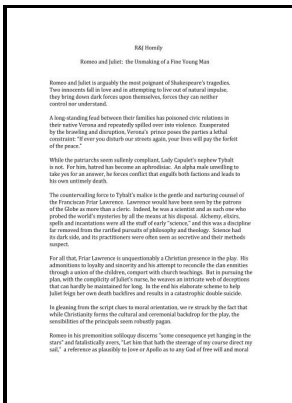 R&J Homily
Romeo and Juliet: the Unmaking of a Fine Young Man
Romeo and Juliet is arguably the most poignant of Shakespeare's tragedies.
Two innocents fall in love and in attempting to live out of natural impulse,
they bring down dark forces upon themselves, forces they can neither
control nor understand.
A long-standing feud between their families has poisoned civic relations in
their native Verona and repeatedly spilled over into violence. Exasperated
by the brawling and disruption, Verona's prince poses the parties a lethal
constraint: "If ever you disturb our streets again, your lives will pay the forfeit
of the peace."
While the patriarchs seem suitably compliant, Lady Capulet's nephew Tybalt
is not. For him, hatred has become an aphrodisiac. An alpha male unwilling to
take yes for an answer, he forces conflict that engulfs both factions and leads to
his own untimely death.
The countervailing force to Tybalt's malice is the gentle and nurturing counsel of
the Franciscan Friar Lawrence. Lawrence would have been seen by the patrons
of the Globe as more than a cleric. Indeed, he was a scientist and as such one who
probed the world's mysteries by all the means at his disposal. Alchemy, elixirs,
spells and incantations were all the stuff of early "science," and this was a discipline
far removed from the rarified pursuits of philosophy and theology. Science had
its dark side, and its practitioners were often seen as secretive and their methods
suspect.
For all that, Friar Lawrence is unquestionably a Christian presence in the play. His
admonitions to loyalty and sincerity and his attempt to reconcile the clan enmities
through a union of the children, comport with church teachings. But in pursuing the
plan, with the complicity of Juliet's nurse, he weaves an intricate web of deceptions
that can hardly be maintained for long. In the end his elaborate scheme to help
Juliet feign her own death backfires and results in a catastrophic double suicide.
In gleaning from the script clues to moral orientation, we're struck by the fact that
while Christianity forms the cultural and ceremonial backdrop for the play, the
sensibilities of the principals seem robustly pagan.
Romeo in his premonition soliloquy discerns "some consequence yet hanging in the
stars" and fatalistically avers, "Let him that hath the steerage of my course direct my
sail," a reference as plausibly to Jove or Apollo as to any God of free will and moral